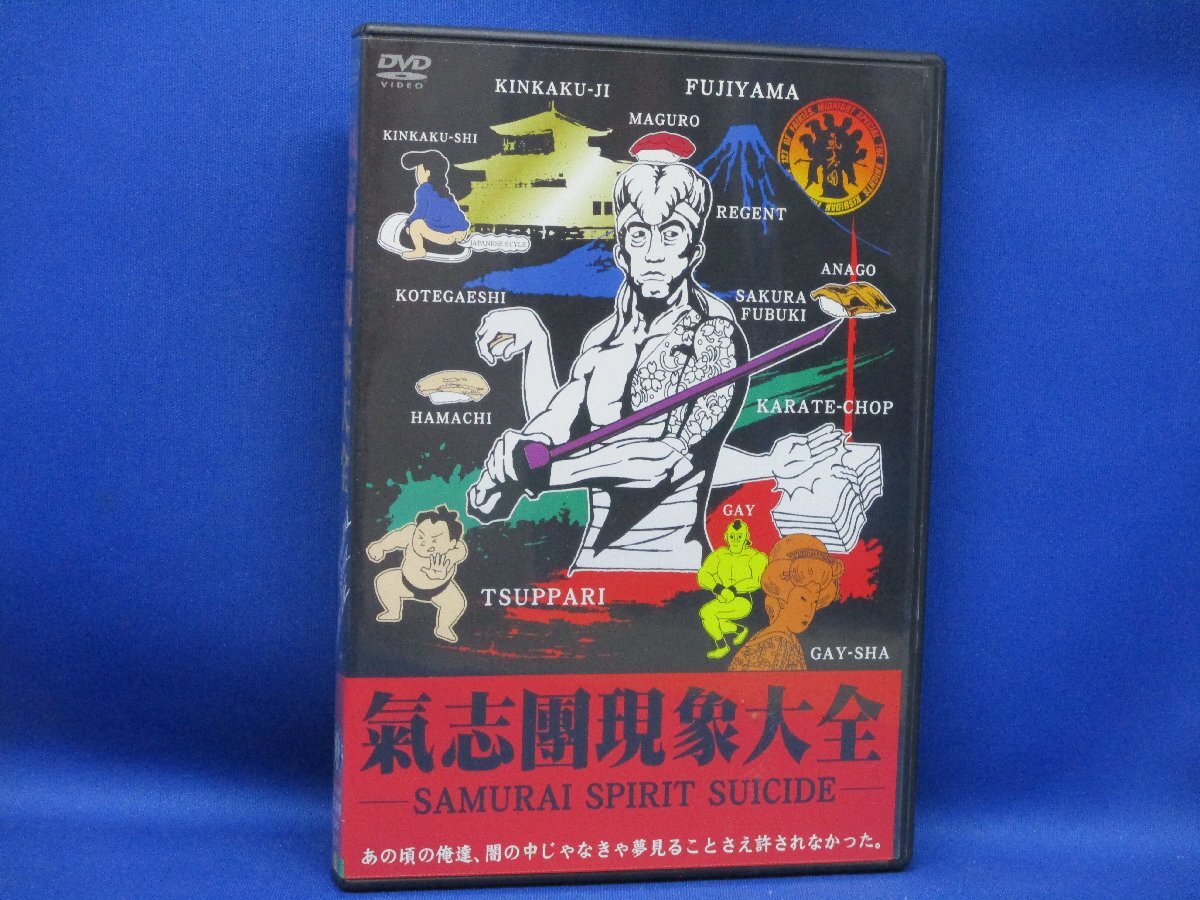 DVD
VIDEO
KINKAKU-JI
FUJIYAMA
KINKAKU-SHI
MAGURO
氣志團
REGENT
JAPANESE STYLE
ANAGO
KOTEGAESHI
SAKURA
FUBUKI
HAMACHI
KARATE-CHOP
GAY
TSUPPARI
GAY-SHA
氣志團現象大全
SAMURAI SPIRIT SUICIDE
あの頃の俺達、闇の中じゃなきゃ夢見ることさえ許されなかった。